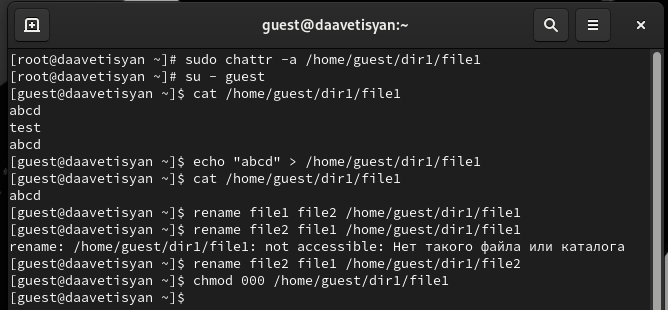 guest@daavetisyan:~
[root@daavetisyan ~]# sudo chattr -a /home/guest/dir1/file1
[root@daavetisyan ~]# su - guest
[guest@daavetisyan ~]$ cat /home/guest/dir1/file1
abcd
test
abcd
[guest@daavetisyan ~]$ echo "abcd" > /home/guest/dir1/file1
[guest@daavetisyan ~]$ cat /home/guest/dir1/file1
abcd
[guest@daavetisyan ~]$ rename file1 file2 /home/guest/dir1/file1
[guest@daavetisyan ~]$ rename file2 file1 /home/guest/dir1/file1
rename: /home/guest/dir1/file1: not accessible: Нет такого файла или каталога
[guest@daavetisyan ~]$ rename file2 file1 /home/guest/dir1/file2
[guest@daavetisyan ~]$ chmod 000 /home/guest/dir1/file1
[guest@daavetisyan ~]$